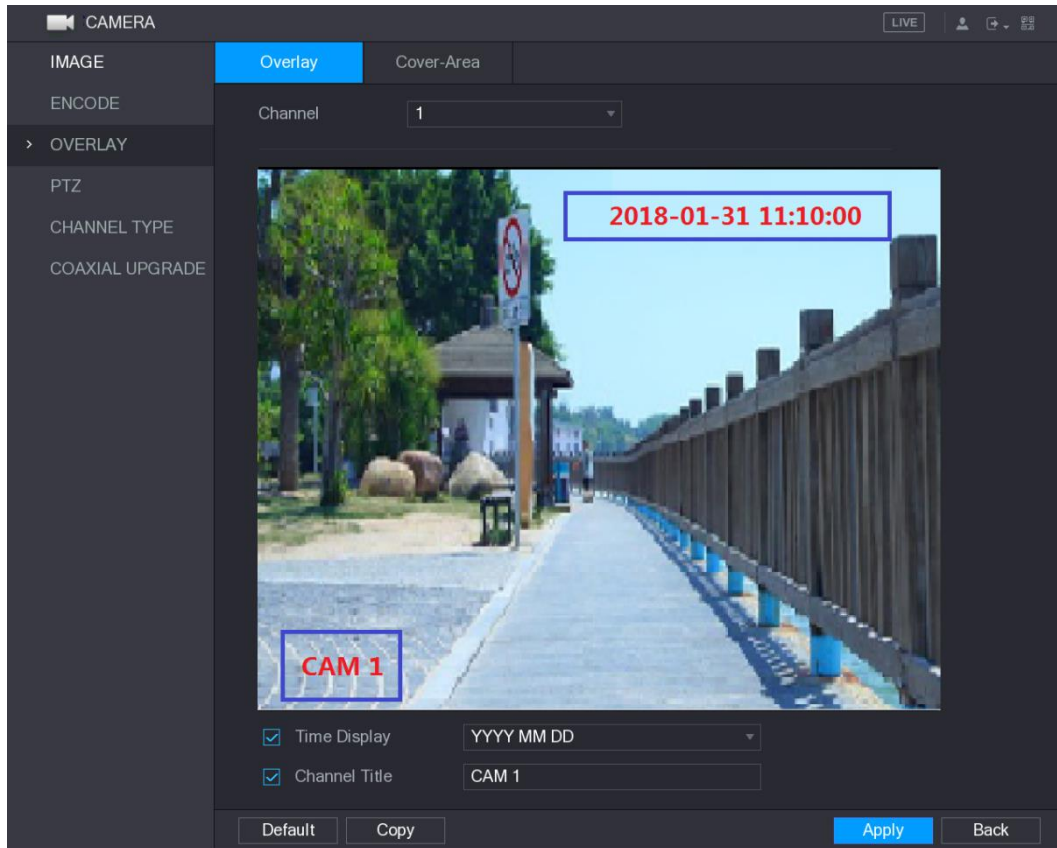 CAMERA
LIVE
IMAGE
ENCODE
OVERLAY
PTZ
CHANNEL TYPE
COAXIAL UPGRADE
Overlay Cover-Area
Channel 1
2018-01-31 11:10:00
CAM 1
Time Display YYYY MM DD
Channel Title CAM 1
Default Copy Apply Back